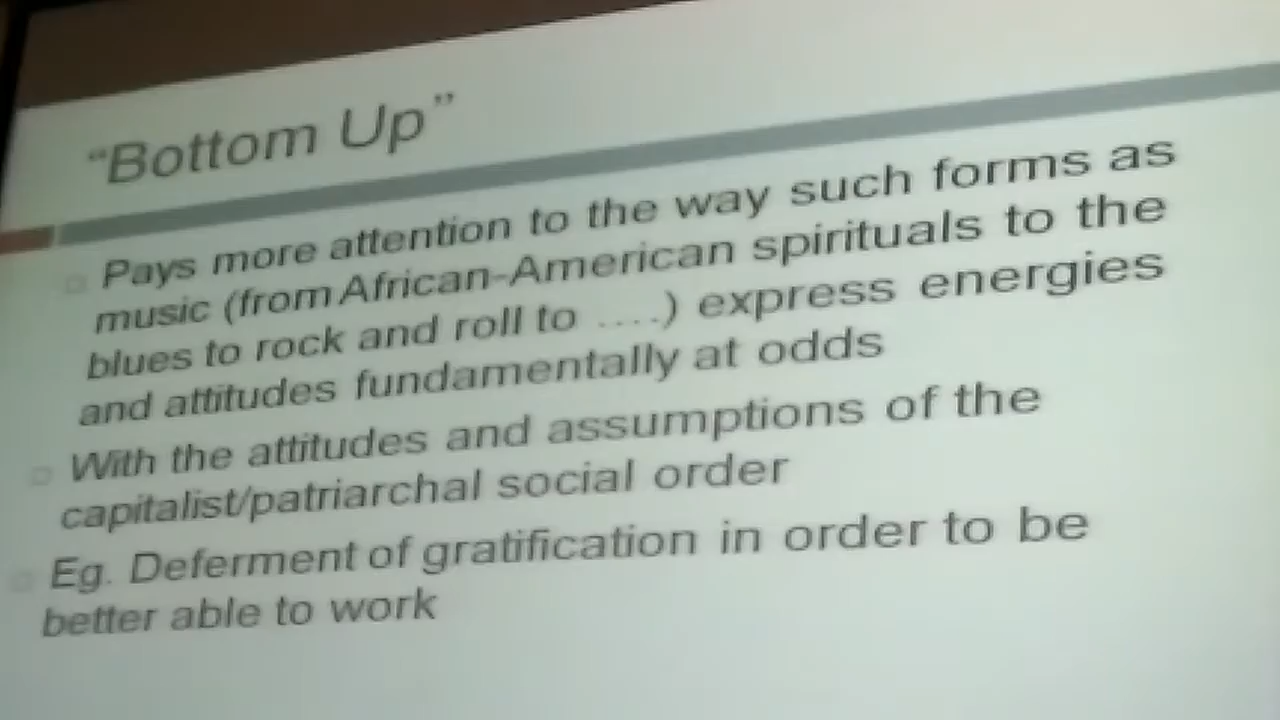 “Bottom Up”
Pays more attention to the way such forms as
music (from African-American spirituals to the
blues to rock and roll to ....) express energies
and attitudes fundamentally at odds
With the attitudes and assumptions of the
capitalist/patriarchal social order
Eg. Deferment of gratification in order to be
better able to work